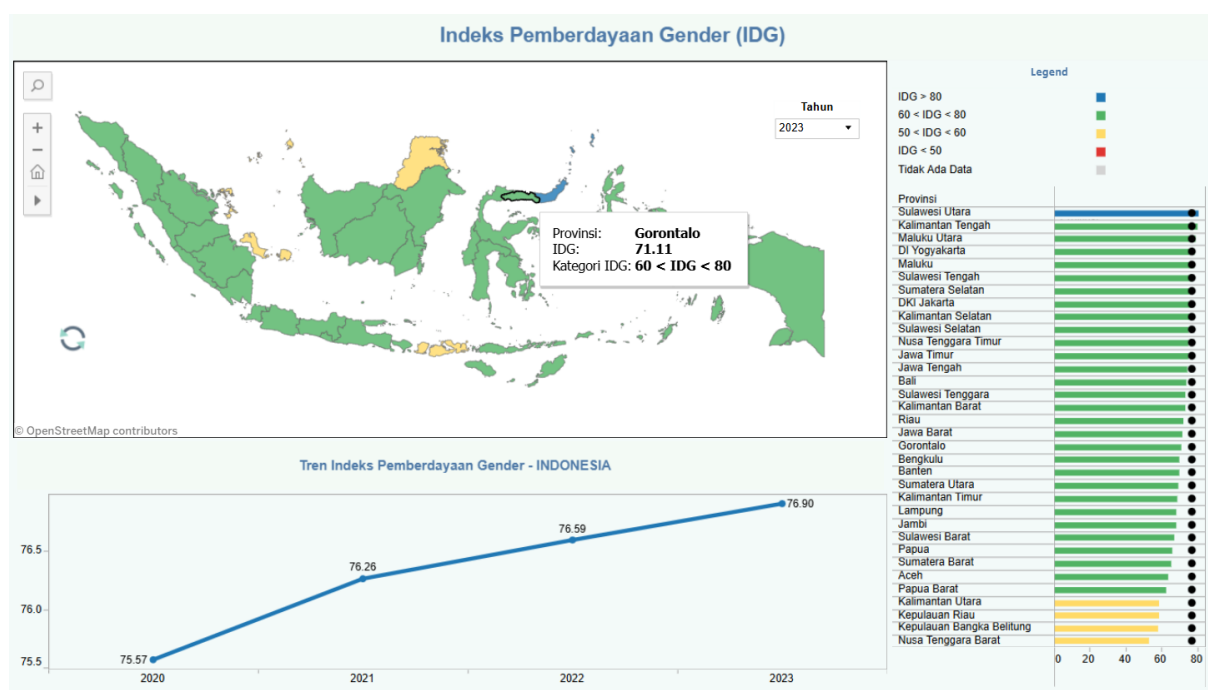 Indeks Pemberdayaan Gender (IDG)
Tahun
2023
Provinsi: Gorontalo
IDG: 71.11
Kategori IDG: 60 < IDG < 80
© OpenStreetMap contributors
Legend
IDG > 80
60 < IDG < 80
50 < IDG < 60
IDG < 50
Tidak Ada Data
Provinsi
Sulawesi Utara
Kalimantan Tengah
Maluku Utara
DI Yogyakarta
Maluku
Sulawesi Tengah
Sumatera Selatan
DKI Jakarta
Kalimantan Selatan
Sulawesi Selatan
Nusa Tenggara Timur
Jawa Timur
Jawa Tengah
Bali
Sulawesi Tenggara
Kalimantan Barat
Riau
Jawa Barat
Gorontalo
Bengkulu
Banten
Sumatera Utara
Kalimantan Timur
Lampung
Jambi
Sulawesi Barat
Papua
Sumatera Barat
Aceh
Papua Barat
Kalimantan Utara
Kepulauan Riau
Kepulauan Bangka Belitung
Nusa Tenggara Barat
0 20 40 60 80
Tren Indeks Pemberdayaan Gender - INDONESIA
76.90
76.59
76.5
76.26
76.0
75.57
75.5
2020 2021 2022 2023